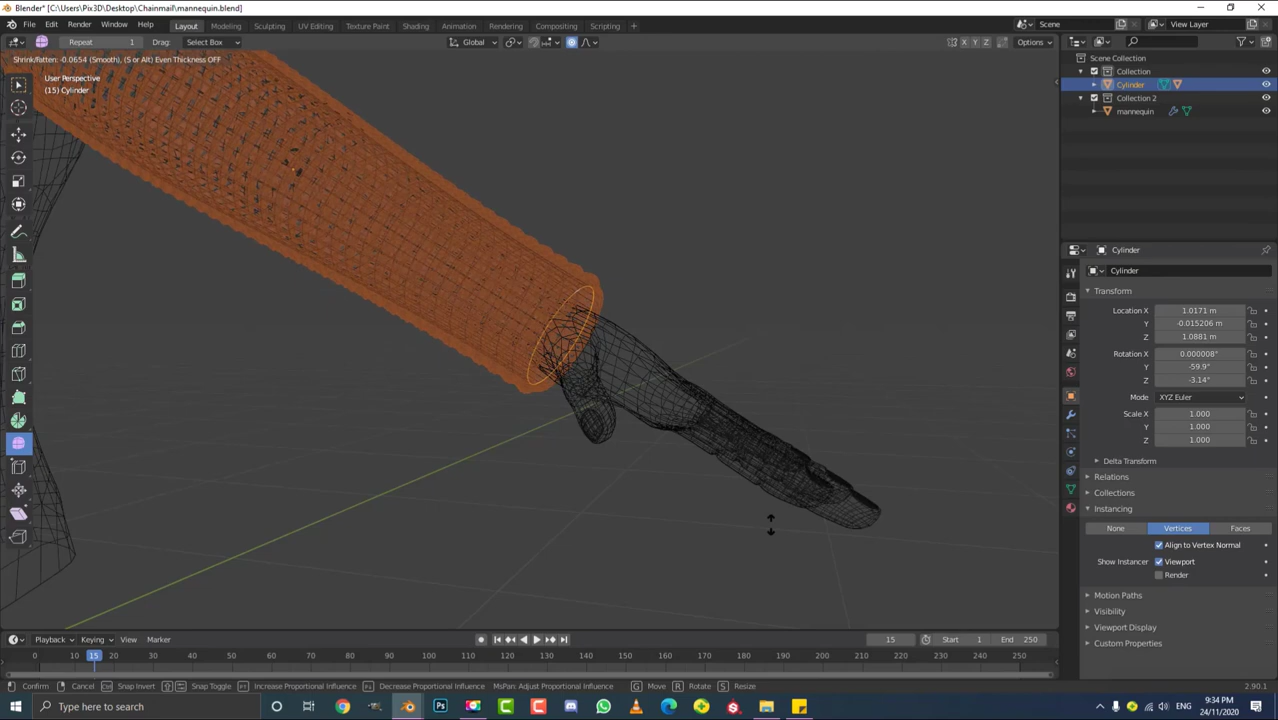 Blender* [C:\Users\Pix3D\Desktop\Chainmail\mannequin.blend]
File Edit Render Window Help Layout Modeling Sculpting UV Editing Texture Paint Shading Animation Rendering Compositing Scripting + Scene View Layer
Repeat 1 Drag: Select Box Global X Y Z Options
Shrink/Fatten: -0.0654 (Smooth), (S or Alt) Even Thickness OFF
User Perspective
(15) Cylinder
Scene Collection
Collection
Cylinder
Collection 2
mannequin
Cylinder
Cylinder
Transform
Location X 1.0171 m
Y -0.015206 m
Z 1.0881 m
Rotation X 0.000008°
Y -59.9°
Z -3.14°
Mode XYZ Euler
Scale X 1.000
Y 1.000
Z 1.000
Delta Transform
Relations
Collections
Instancing
None Vertices Faces
Align to Vertex Normal
Show Instancer Viewport
Render
Motion Paths
Visibility
Viewport Display
Custom Properties
Playback Keying View Marker 15 Start 1 End 250
0 10 15 20 30 40 50 60 70 80 90 100 110 120 130 140 150 160 170 180 190 200 210 220 230 240 250
Confirm Cancel Snap Invert Snap Toggle Increase Proportional Influence Decrease Proportional Influence MsPan: Adjust Proportional Influence G Move R Rotate S Resize 2.90.1
Type here to search
ENG
9:34 PM
24/11/2020